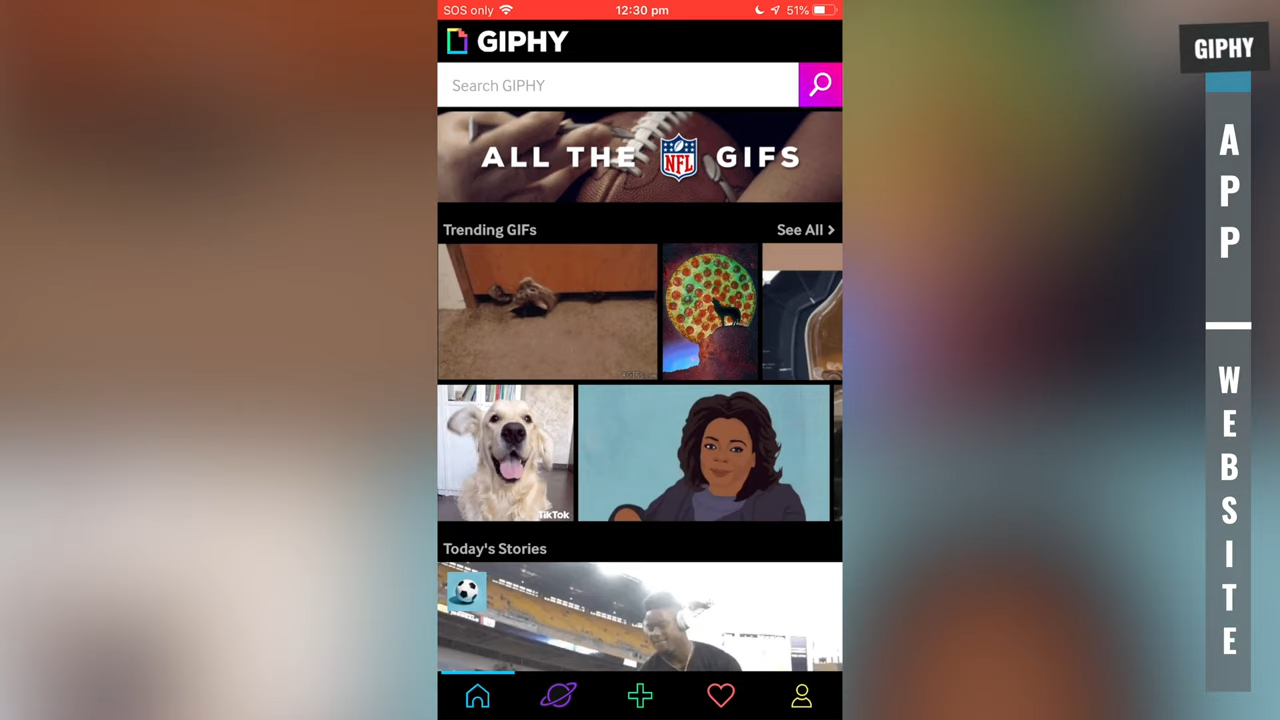 SOS only 12:30 pm 51%
GIPHY
Search GIPHY
ALL THE NFL GIFS
Trending GIFs See All >
TikTok
Today's Stories
GIPHY
APP
WEBSITE